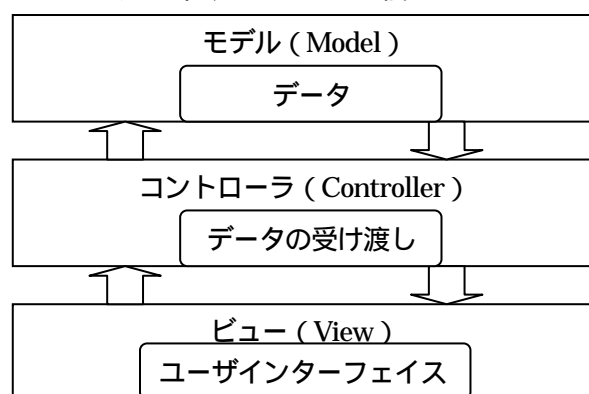 モデル ( Model )
データ
コントローラ ( Controller )
データの受け渡し
ビュー ( View )
ユーザインターフェイス